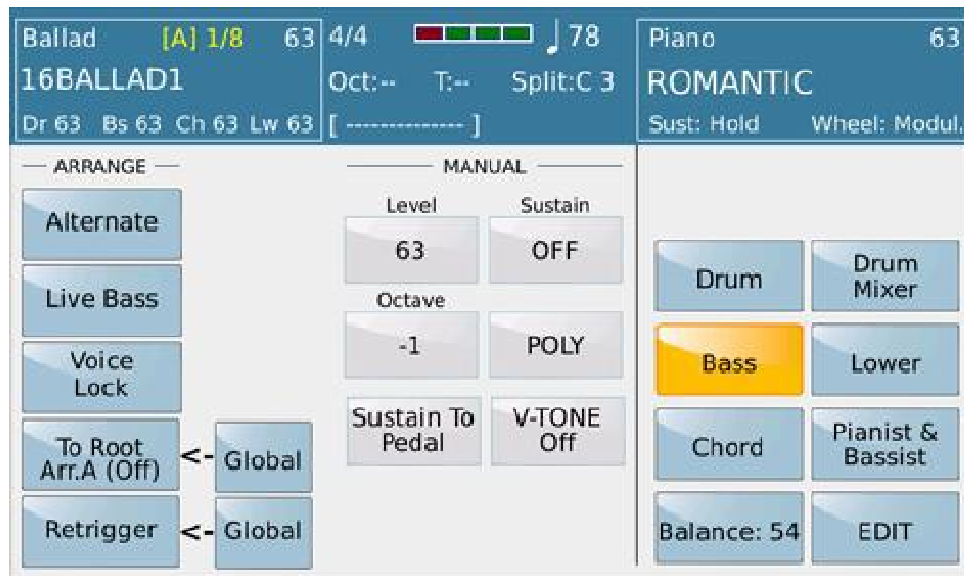 Ballad [A] 1/8 63
16BALLAD1
Dr 63 Bs 63 Ch 63 Lw 63
4/4 78
Oct:-- T:-- Split:C 3
[ -------------- ]
Piano 63
ROMANTIC
Sust: Hold Wheel: Modul.
ARRANGE
Alternate
Live Bass
Voice
Lock
To Root
Arr.A (Off)
<- Global
Retrigger <- Global
MANUAL
Level Sustain
63 OFF
Octave
-1 POLY
Sustain To
Pedal
V-TONE
Off
Drum
Drum
Mixer
Bass Lower
Chord
Pianist &
Bassist
Balance: 54 EDIT